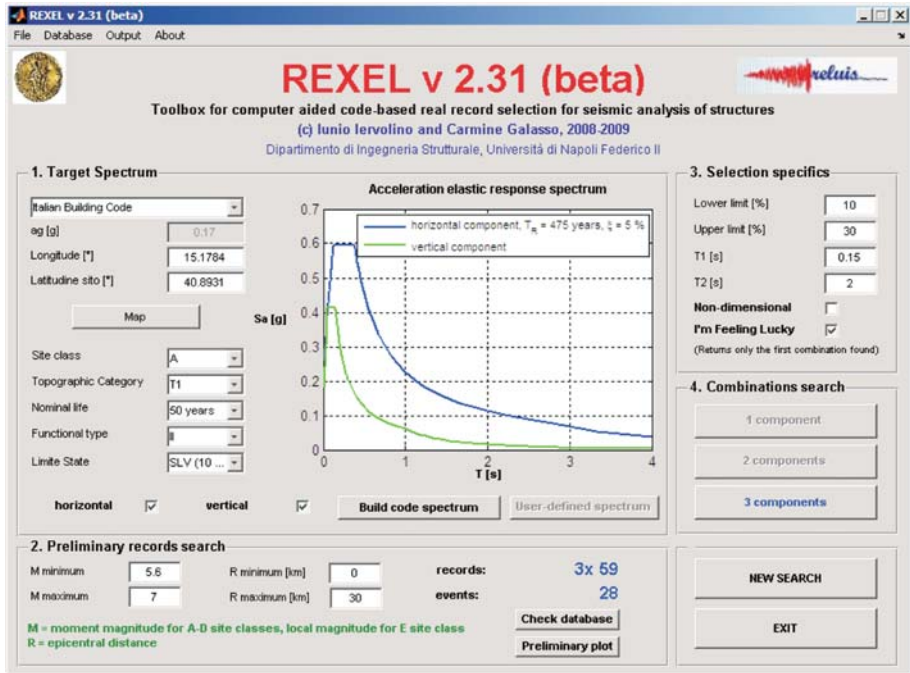 REXEL v 2.31 (beta)
File Database Output About
REXEL v 2.31 (beta)
reluis
Toolbox for computer aided code-based real record selection for seismic analysis of structures
(c) Iunio Iervolino and Carmine Galasso, 2008-2009
Dipartimento di Ingegneria Strutturale, Universitá di Napoli Federico II
1. Target Spectrum
Italian Building Code
ag [g] 0.17
Longitude [°] 15.1784
Latitudine sito [°] 40.8931
Map
Site class A
Topographic Category T1
Nominal life 50 years
Functional type II
Limite State SLV (10 ...
horizontal vertical Build code spectrum User-defined spectrum
Acceleration elastic response spectrum
horizontal component, T_R = 475 years, ξ = 5 %
vertical component
Sa [g]
0.7
0.6
0.5
0.4
0.3
0.2
0.1
0
0 1 2 3 4
T [s]
2. Preliminary records search
M minimum 5.6 R minimum [km] 0 records: 3x 59
M maximum 7 R maximum [km] 30 events: 28
M = moment magnitude for A-D site classes, local magnitude for E site class
R = epicentral distance
Check database
Preliminary plot
3. Selection specifics
Lower limit [%] 10
Upper limit [%] 30
T1 [s] 0.15
T2 [s] 2
Non-dimensional
I'm Feeling Lucky
(Returns only the first combination found)
4. Combinations search
1 component
2 components
3 components
NEW SEARCH
EXIT